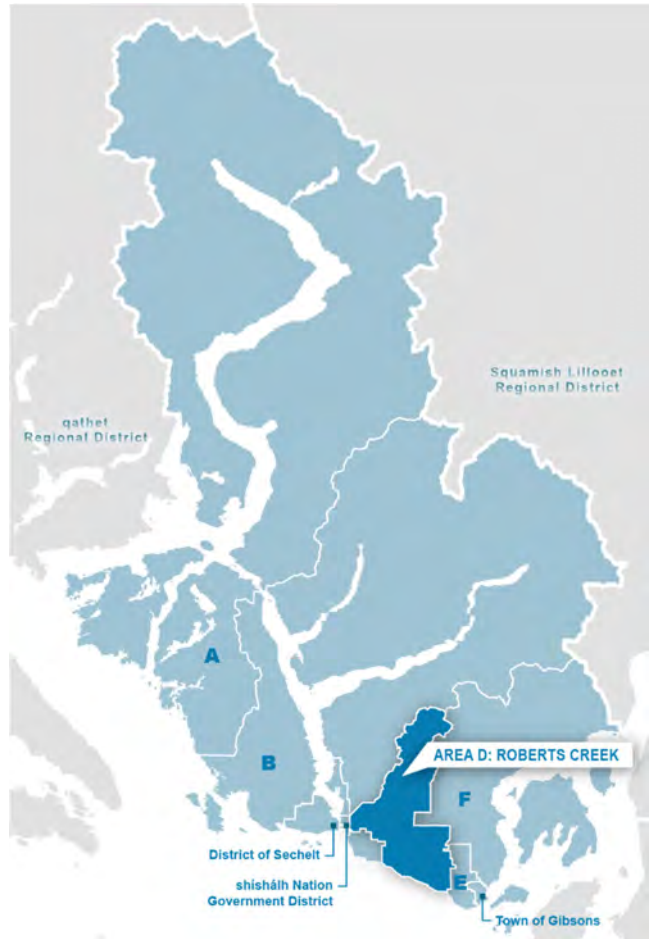 Squamish Lillooet
Regional District
qathet
Regional District
A
B
AREA D: ROBERTS CREEK
F
E
District of Sechelt
shíshálh Nation
Government District
Town of Gibsons